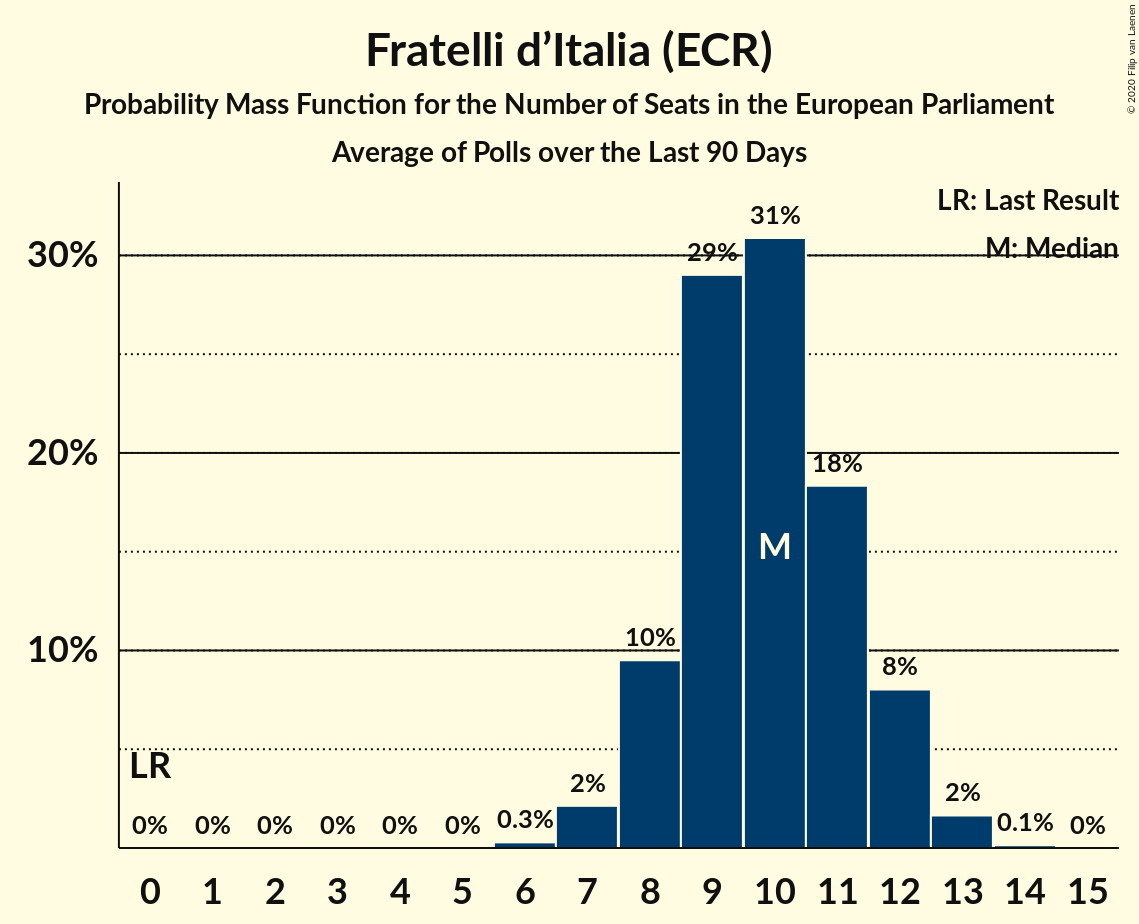 Fratelli d’Italia (ECR)
Probability Mass Function for the Number of Seats in the European Parliament
Average of Polls over the Last 90 Days
© 2020 Filip van Laenen
LR: Last Result
M: Median
30%
20%
10%
LR
M
0% 0% 0% 0% 0% 0% 0.3% 2% 10% 29% 31% 18% 8% 2% 0.1% 0%
0 1 2 3 4 5 6 7 8 9 10 11 12 13 14 15